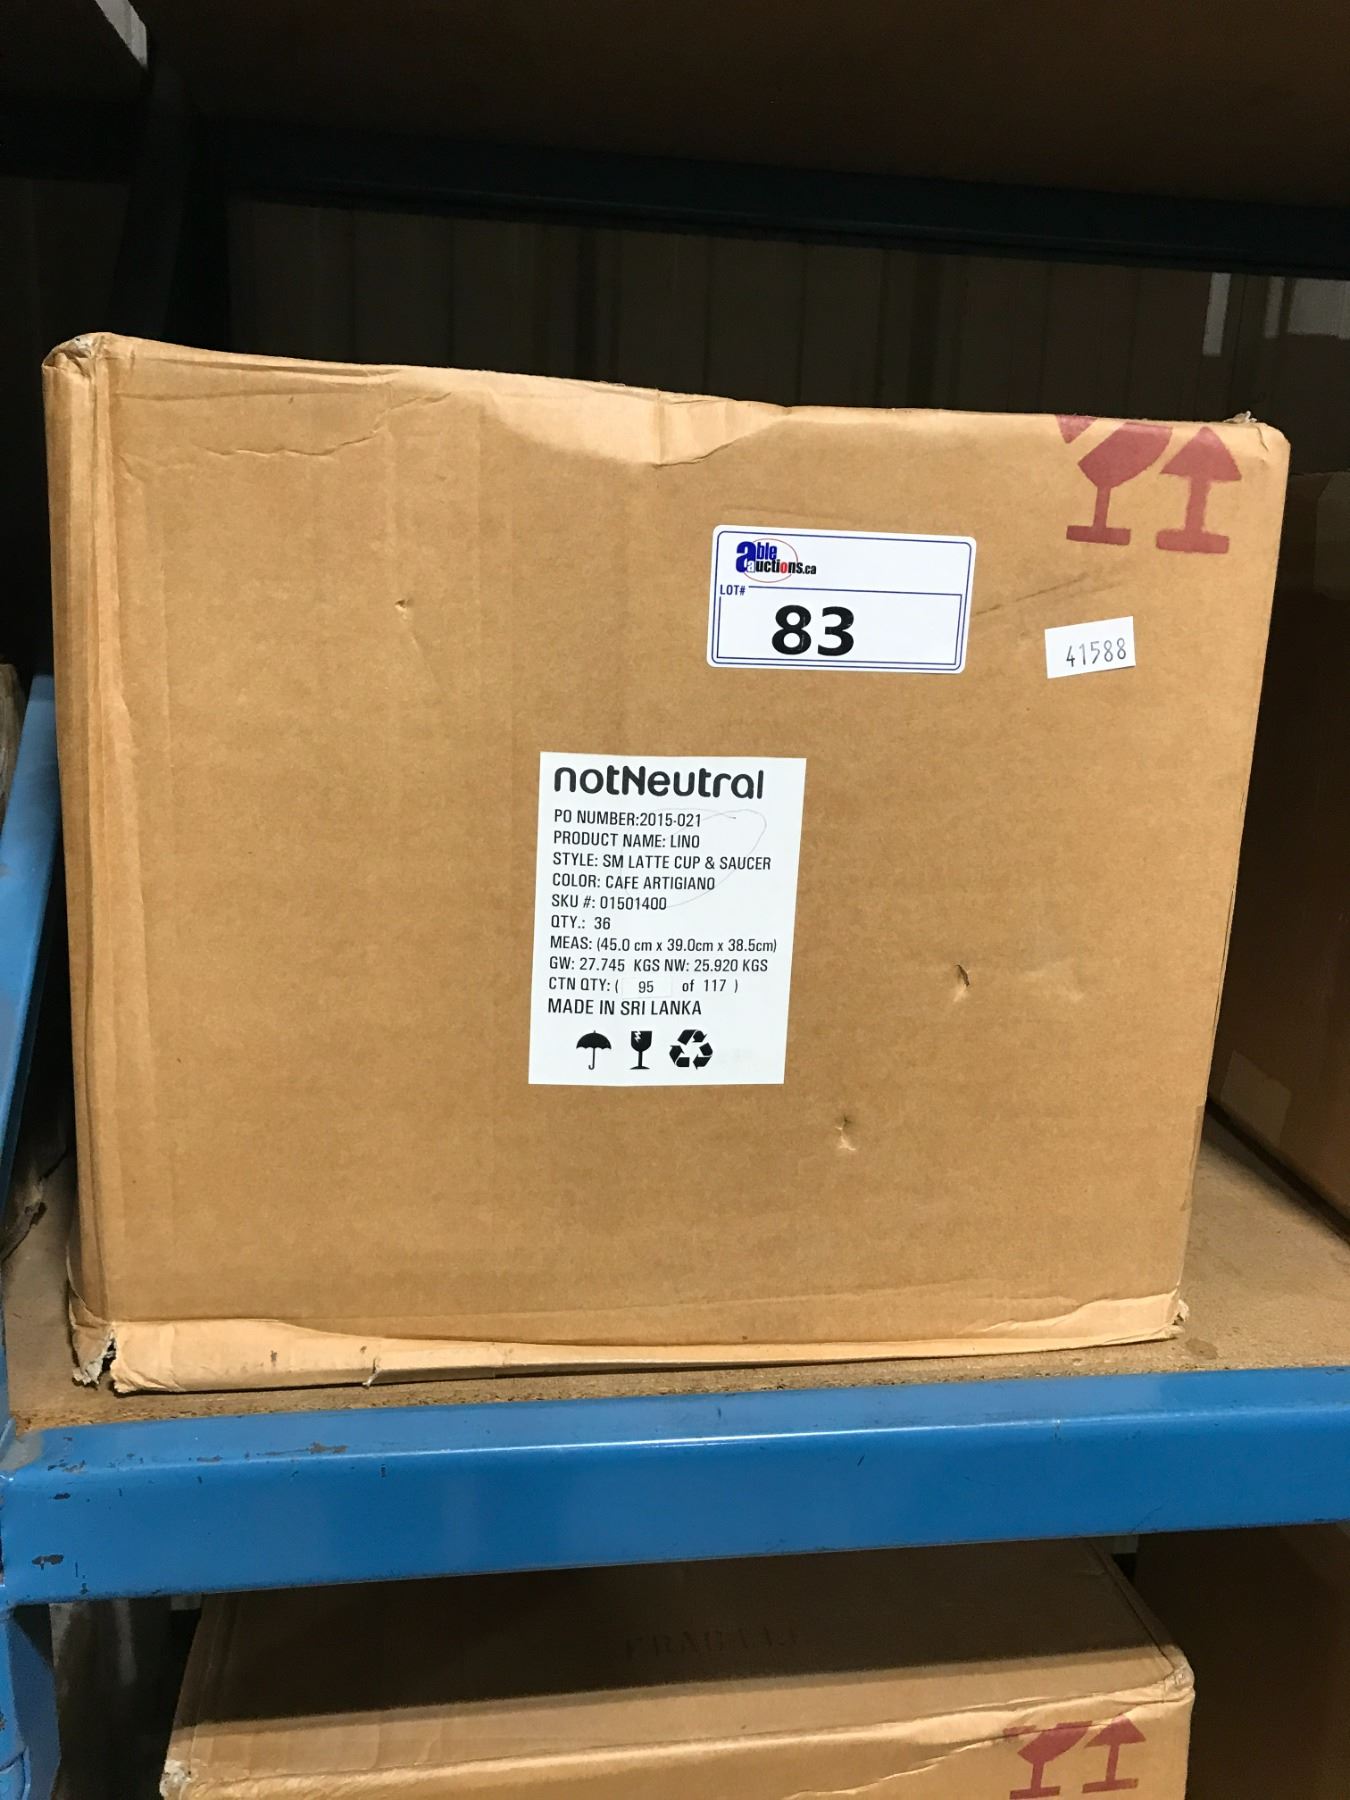 able auctions.ca
LOT#
83
41588
notNeutral
PO NUMBER:2015-021
PRODUCT NAME: LINO
STYLE: SM LATTE CUP & SAUCER
COLOR: CAFE ARTIGIANO
SKU #: 01501400
QTY.: 36
MEAS: (45.0 cm x 39.0cm x 38.5cm)
GW: 27.745 KGS NW: 25.920 KGS
CTN QTY: ( 95 of 117 )
MADE IN SRI LANKA
FRAGILE